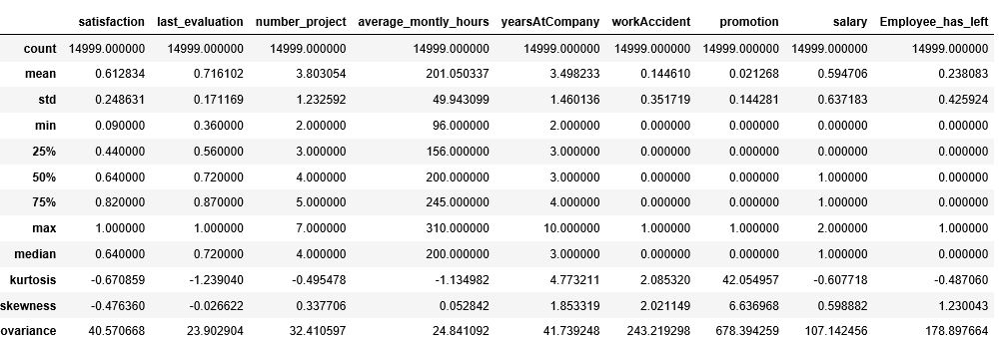 satisfaction last_evaluation number_project average_montly_hours yearsAtCompany workAccident promotion salary Employee_has_left
count 14999.000000 14999.000000 14999.000000 14999.000000 14999.000000 14999.000000 14999.000000 14999.000000 14999.000000
mean 0.612834 0.716102 3.803054 201.050337 3.498233 0.144610 0.021268 0.594706 0.238083
std 0.248631 0.171169 1.232592 49.943099 1.460136 0.351719 0.144281 0.637183 0.425924
min 0.090000 0.360000 2.000000 96.000000 2.000000 0.000000 0.000000 0.000000 0.000000
25% 0.440000 0.560000 3.000000 156.000000 3.000000 0.000000 0.000000 0.000000 0.000000
50% 0.640000 0.720000 4.000000 200.000000 3.000000 0.000000 0.000000 1.000000 0.000000
75% 0.820000 0.870000 5.000000 245.000000 4.000000 0.000000 0.000000 1.000000 0.000000
max 1.000000 1.000000 7.000000 310.000000 10.000000 1.000000 1.000000 2.000000 1.000000
median 0.640000 0.720000 4.000000 200.000000 3.000000 0.000000 0.000000 1.000000 0.000000
kurtosis -0.670859 -1.239040 -0.495478 -1.134982 4.773211 2.085320 42.054957 -0.607718 -0.487060
skewness -0.476360 -0.026622 0.337706 0.052842 1.853319 2.021149 6.636968 0.598882 1.230043
ovariance 40.570668 23.902904 32.410597 24.841092 41.739248 243.219298 678.394259 107.142456 178.897664